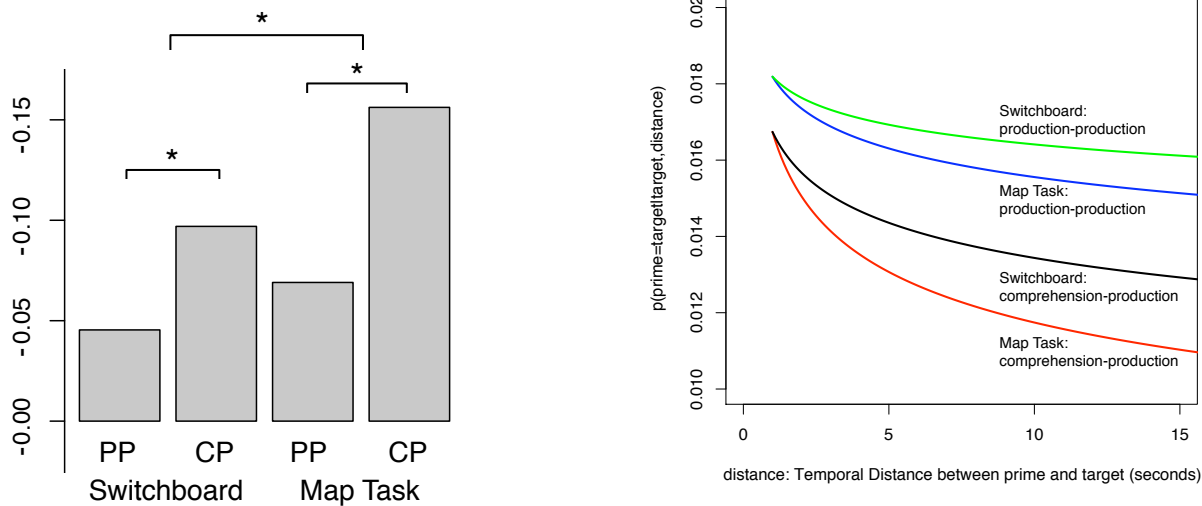 *
*
*
-0.15
-0.10
-0.05
-0.00
PP
CP
PP
CP
Switchboard
Map Task
p(prime=target|target,distance)
0.018
0.016
0.014
0.012
0.010
Switchboard:
production-production
Map Task:
production-production
Switchboard:
comprehension-production
Map Task:
comprehension-production
0
5
10
15
distance: Temporal Distance between prime and target (seconds)